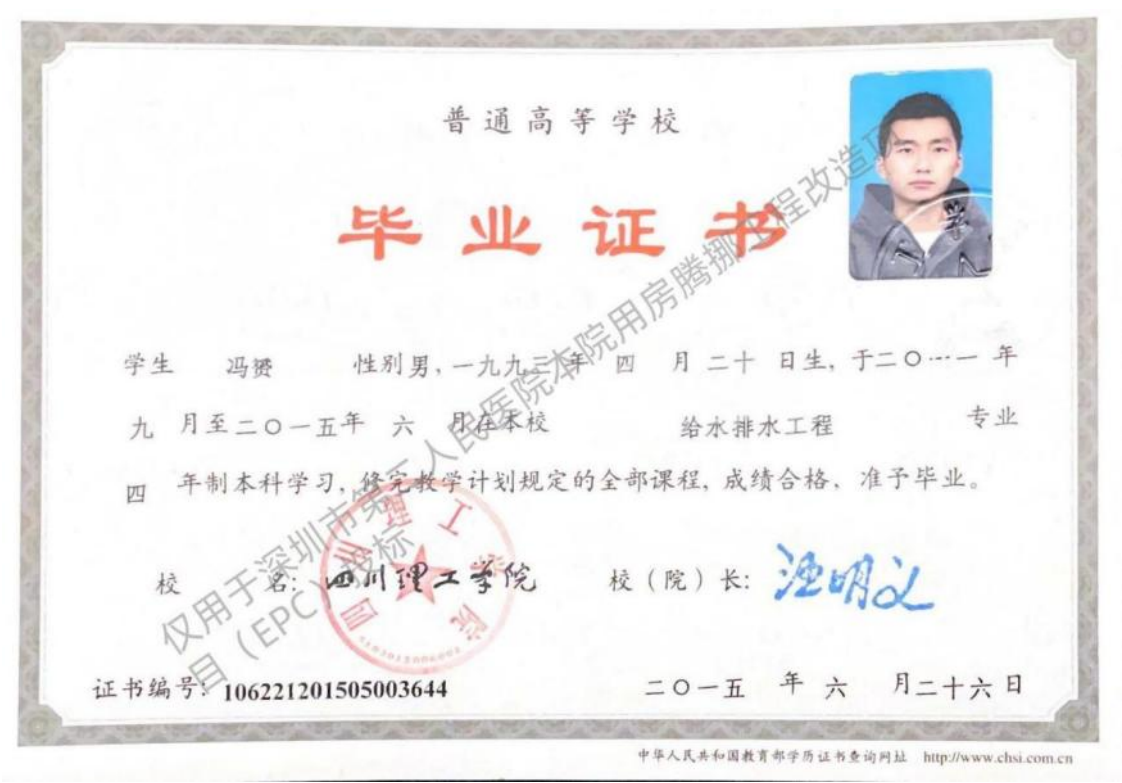 普通高等学校
毕业证书
学生 冯赟 性别男,一九九三年 四 月 二十 日生,于二〇一一 年
九 月至二〇一五年 六 月在本校 给水排水工程 专业
四 年制本科学习,修完教学计划规定的全部课程,成绩合格,准予毕业。
校 名:四川理工学院 校(院)长:
四川理工学院
证书编号:106221201505003644 二〇一五 年 六 月二十六日
中华人民共和国教育部学历证书查询网址 http://www.chsi.com.cn
仅用于深圳市第二人民医院本院用房腾挪工程改造项
目(EPC)投标